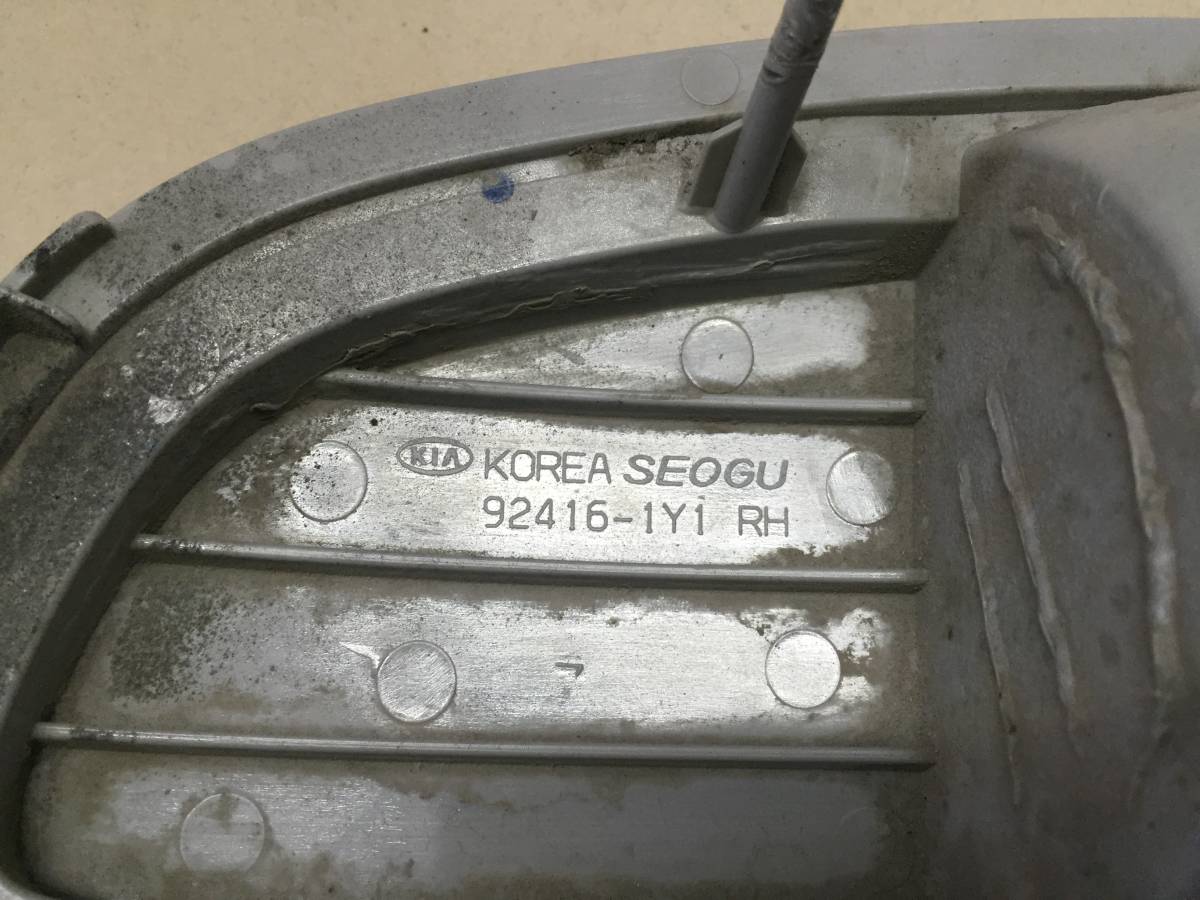 KIA KOREA SEOGU
92416-1Y1 RH